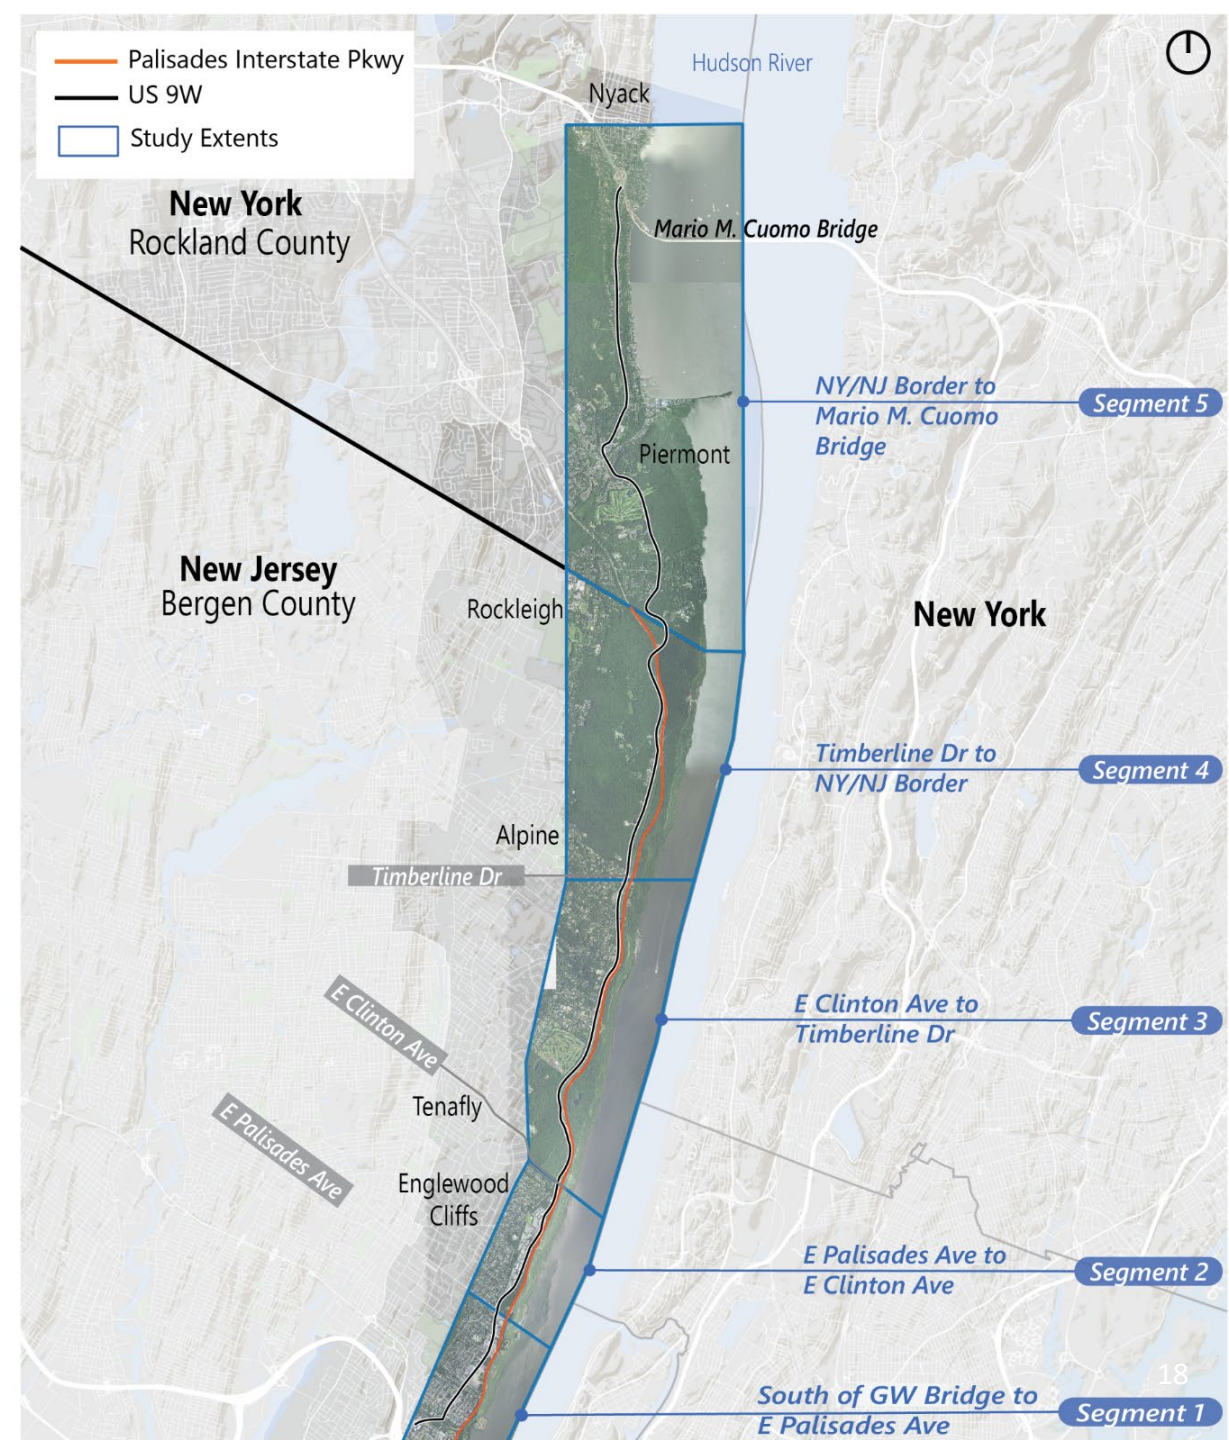 Palisades Interstate Pkwy
US 9W
Study Extents
Hudson River
Nyack
New York
Rockland County
Mario M. Cuomo Bridge
NY/NJ Border to
Mario M. Cuomo
Bridge
Segment 5
Piermont
New Jersey
Bergen County
Rockleigh
New York
Timberline Dr to
NY/NJ Border
Segment 4
Alpine
Timberline Dr
E Clinton Ave to
Timberline Dr
Segment 3
E Clinton Ave
Tenafly
E Palisades Ave
Englewood
Cliffs
E Palisades Ave to
E Clinton Ave
Segment 2
18
South of GW Bridge to
E Palisades Ave
Segment 1